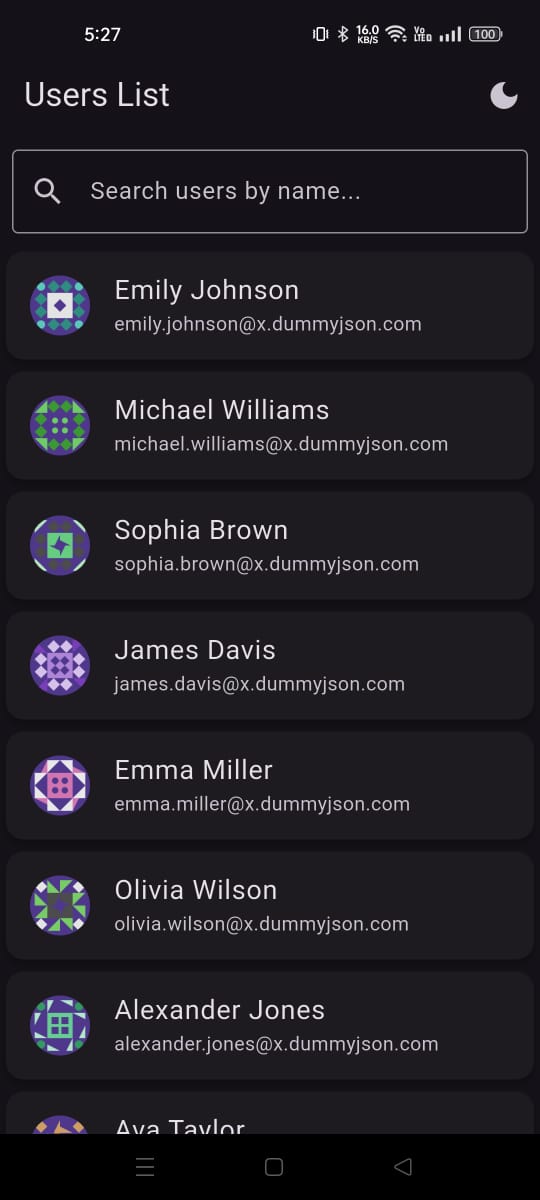 5:27 16.0 KB/S Vo LTE 100
Users List
Search users by name...
Emily Johnson
emily.johnson@x.dummyjson.com
Michael Williams
michael.williams@x.dummyjson.com
Sophia Brown
sophia.brown@x.dummyjson.com
James Davis
james.davis@x.dummyjson.com
Emma Miller
emma.miller@x.dummyjson.com
Olivia Wilson
olivia.wilson@x.dummyjson.com
Alexander Jones
alexander.jones@x.dummyjson.com
Ava Taylor